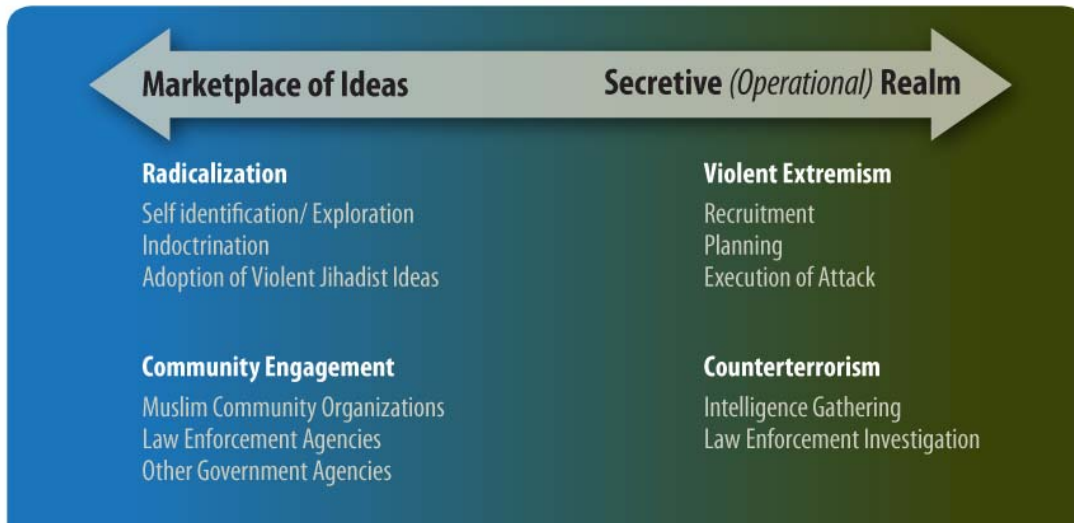 Marketplace of Ideas
Secretive (Operational) Realm
Radicalization
Self identification/ Exploration
Indoctrination
Adoption of Violent Jihadist Ideas
Violent Extremism
Recruitment
Planning
Execution of Attack
Community Engagement
Muslim Community Organizations
Law Enforcement Agencies
Other Government Agencies
Counterterrorism
Intelligence Gathering
Law Enforcement Investigation